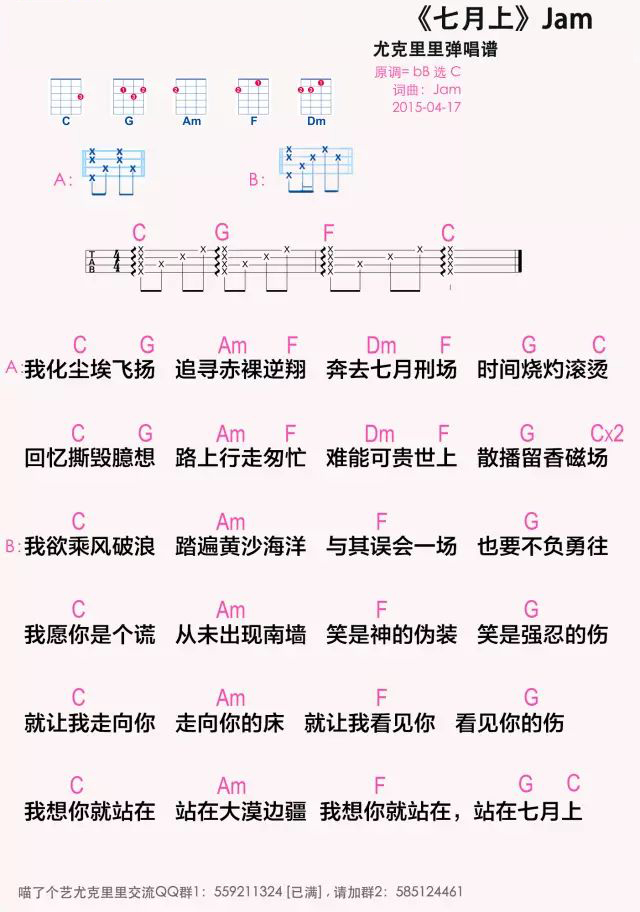 《七月上》Jam
尤克里里弹唱谱
原调= bB 选 C
词曲：Jam
2015-04-17
C G Am F Dm
A： B：
C G F C
TAB 4/4
C G Am F Dm F G C
A：我化尘埃飞扬 追寻赤裸逆翔 奔去七月刑场 时间烧灼滚烫
C G Am F Dm F G Cx2
回忆撕毁臆想 路上行走匆忙 难能可贵世上 散播留香磁场
C Am F G
B：我欲乘风破浪 踏遍黄沙海洋 与其误会一场 也要不负勇往
C Am F G
我愿你是个谎 从未出现南墙 笑是神的伪装 笑是强忍的伤
C Am F G
就让我走向你 走向你的床 就让我看见你 看见你的伤
C Am F G C
我想你就站在 站在大漠边疆 我想你就站在，站在七月上
喵了个艺尤克里里交流QQ群1：559211324 [已满] , 请加群2：585124461